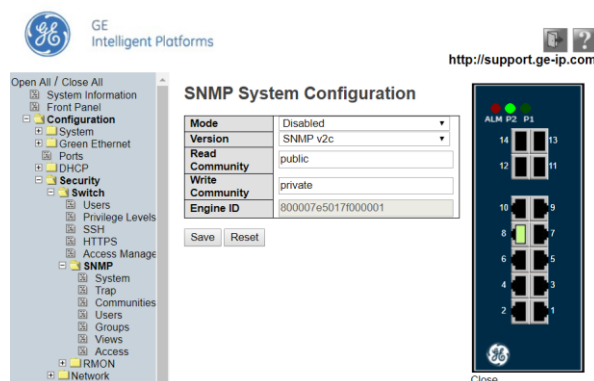 GE
Intelligent Platforms
http://support.ge-ip.com
Open All / Close All
System Information
Front Panel
Configuration
System
Green Ethernet
Ports
DHCP
Security
Switch
Users
Privilege Levels
SSH
HTTPS
Access Manage
SNMP
System
Trap
Communities
Users
Groups
Views
Access
RMON
Network
SNMP System Configuration
Mode Disabled
Version SNMP v2c
Read Community public
Write Community private
Engine ID 800007e5017f000001
Save Reset
ALM P2 P1
14 13
12 11
10 9
8 7
6 5
4 3
2 1
Close